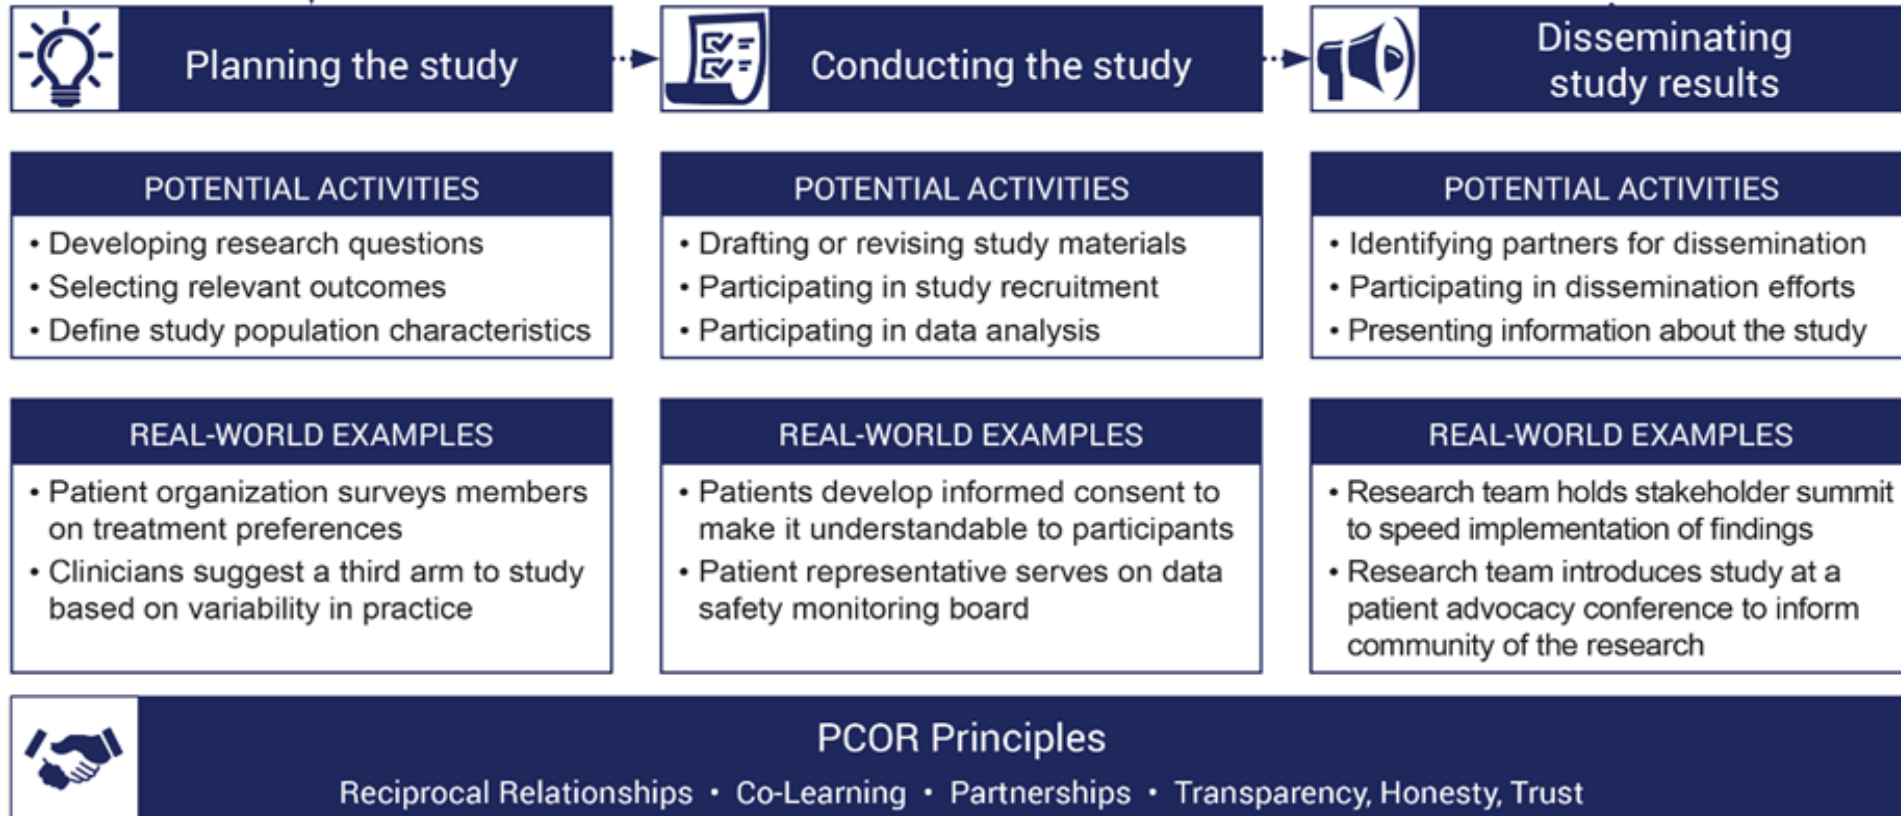 Planning the study
Conducting the study
Disseminating
study results
POTENTIAL ACTIVITIES
• Developing research questions
• Selecting relevant outcomes
• Define study population characteristics
POTENTIAL ACTIVITIES
• Drafting or revising study materials
• Participating in study recruitment
• Participating in data analysis
POTENTIAL ACTIVITIES
• Identifying partners for dissemination
• Participating in dissemination efforts
• Presenting information about the study
REAL-WORLD EXAMPLES
• Patient organization surveys members
on treatment preferences
• Clinicians suggest a third arm to study
based on variability in practice
REAL-WORLD EXAMPLES
• Patients develop informed consent to
make it understandable to participants
• Patient representative serves on data
safety monitoring board
REAL-WORLD EXAMPLES
• Research team holds stakeholder summit
to speed implementation of findings
• Research team introduces study at a
patient advocacy conference to inform
community of the research
PCOR Principles
Reciprocal Relationships • Co-Learning • Partnerships • Transparency, Honesty, Trust